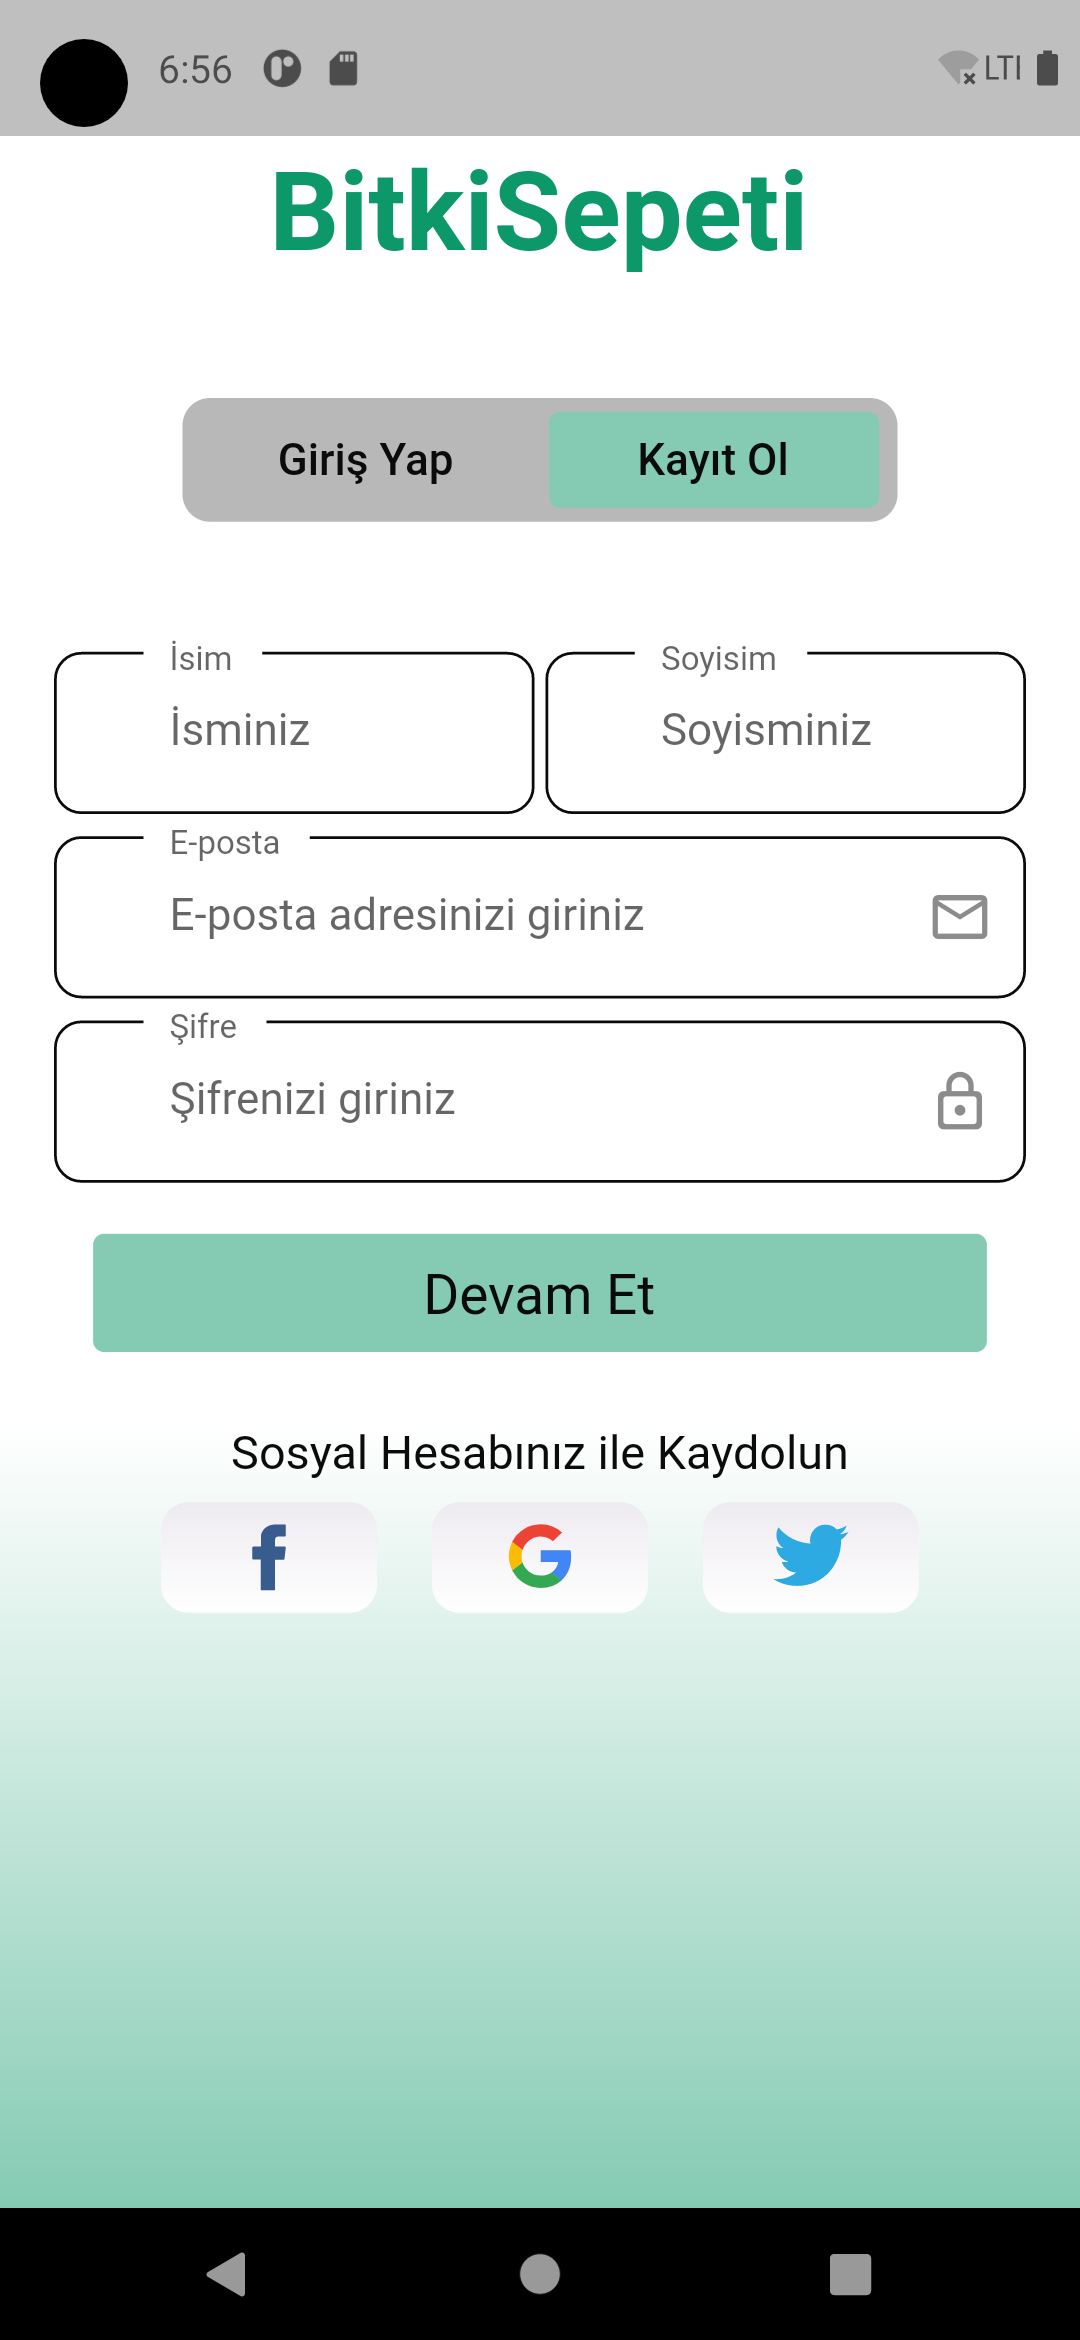 6:56
BitkiSepeti
Giriş Yap Kayıt Ol
İsim Soyisim
İsminiz Soyisminiz
E-posta
E-posta adresinizi giriniz
Şifre
Şifrenizi giriniz
Devam Et
Sosyal Hesabınız ile Kaydolun